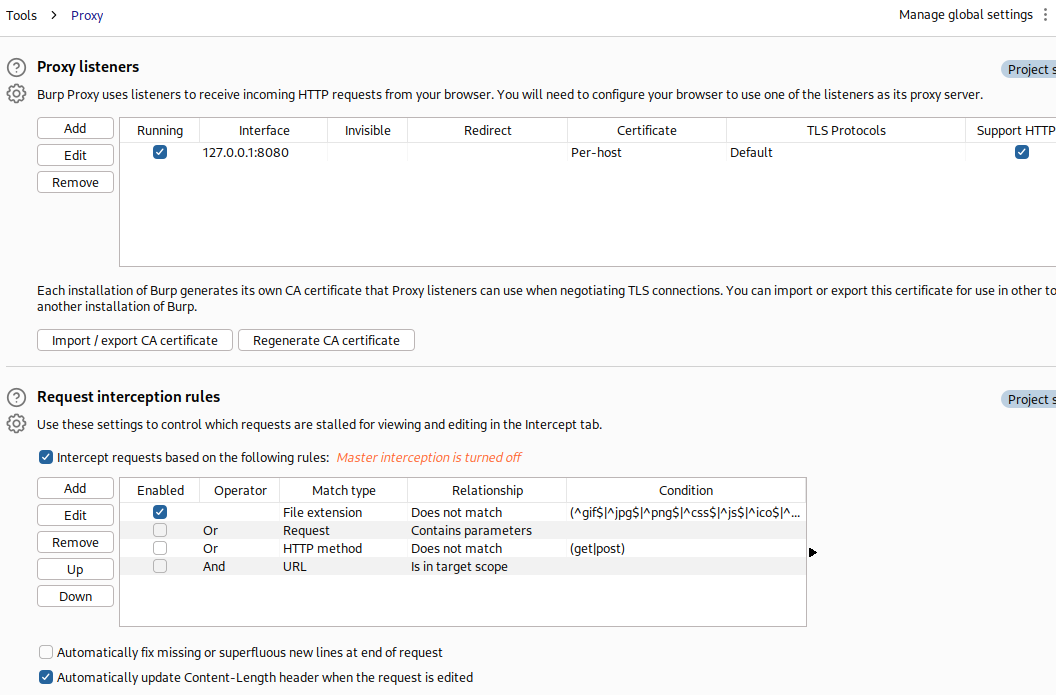 Tools > Proxy Manage global settings
Proxy listeners Project s
Burp Proxy uses listeners to receive incoming HTTP requests from your browser. You will need to configure your browser to use one of the listeners as its proxy server.
Add
Edit
Remove
Running Interface Invisible Redirect Certificate TLS Protocols Support HTTP
127.0.0.1:8080 Per-host Default
Each installation of Burp generates its own CA certificate that Proxy listeners can use when negotiating TLS connections. You can import or export this certificate for use in other to
another installation of Burp.
Import / export CA certificate Regenerate CA certificate
Request interception rules Project s
Use these settings to control which requests are stalled for viewing and editing in the Intercept tab.
Intercept requests based on the following rules: Master interception is turned off
Add
Edit
Remove
Up
Down
Enabled Operator Match type Relationship Condition
File extension Does not match (^gif$|^jpg$|^png$|^css$|^js$|^ico$|^...
Or Request Contains parameters
Or HTTP method Does not match (get|post)
And URL Is in target scope
Automatically fix missing or superfluous new lines at end of request
Automatically update Content-Length header when the request is edited